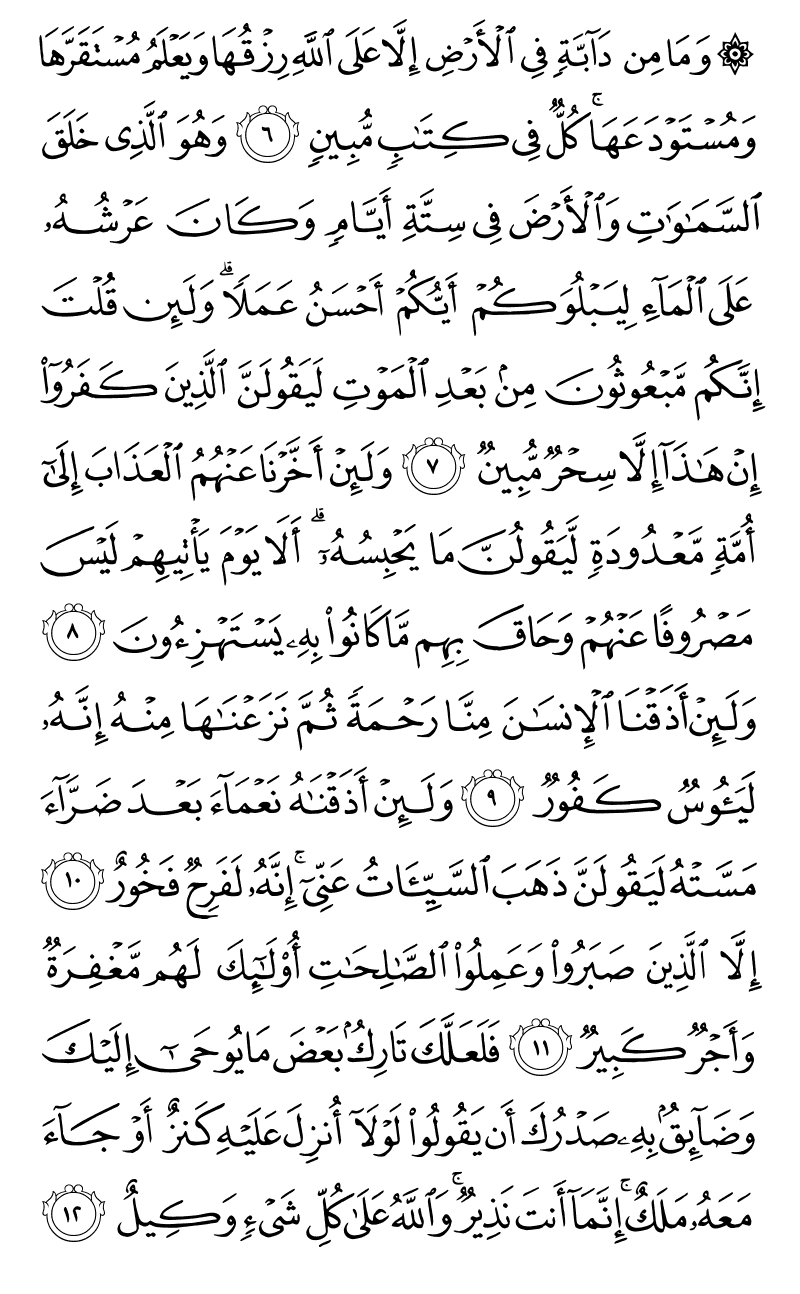 ۞ وَمَا مِن دَآبَّةٍ فِي ٱلْأَرْضِ إِلَّا عَلَى ٱللَّهِ رِزْقُهَا وَيَعْلَمُ مُسْتَقَرَّهَا
وَمُسْتَوْدَعَهَا ۚ كُلٌّ فِي كِتَٰبٍ مُّبِينٍ ٦ وَهُوَ ٱلَّذِي خَلَقَ
ٱلسَّمَٰوَٰتِ وَٱلْأَرْضَ فِي سِتَّةِ أَيَّامٍ وَكَانَ عَرْشُهُۥ
عَلَى ٱلْمَآءِ لِيَبْلُوَكُمْ أَيُّكُمْ أَحْسَنُ عَمَلًا ۗ وَلَئِن قُلْتَ
إِنَّكُم مَّبْعُوثُونَ مِنۢ بَعْدِ ٱلْمَوْتِ لَيَقُولَنَّ ٱلَّذِينَ كَفَرُوٓا۟
إِنْ هَٰذَآ إِلَّا سِحْرٌ مُّبِينٌ ٧ وَلَئِنْ أَخَّرْنَا عَنْهُمُ ٱلْعَذَابَ إِلَىٰٓ
أُمَّةٍ مَّعْدُودَةٍ لَّيَقُولُنَّ مَا يَحْبِسُهُۥٓ ۗ أَلَا يَوْمَ يَأْتِيهِمْ لَيْسَ
مَصْرُوفًا عَنْهُمْ وَحَاقَ بِهِم مَّا كَانُوا۟ بِهِۦ يَسْتَهْزِءُونَ ٨
وَلَئِنْ أَذَقْنَا ٱلْإِنسَٰنَ مِنَّا رَحْمَةً ثُمَّ نَزَعْنَٰهَا مِنْهُ إِنَّهُۥ
لَيَـُٔوسٌ كَفُورٌ ٩ وَلَئِنْ أَذَقْنَٰهُ نَعْمَآءَ بَعْدَ ضَرَّآءَ
مَسَّتْهُ لَيَقُولَنَّ ذَهَبَ ٱلسَّيِّـَٔاتُ عَنِّيٓ ۚ إِنَّهُۥ لَفَرِحٌ فَخُورٌ ١٠
إِلَّا ٱلَّذِينَ صَبَرُوا۟ وَعَمِلُوا۟ ٱلصَّٰلِحَٰتِ أُو۟لَٰٓئِكَ لَهُم مَّغْفِرَةٌ
وَأَجْرٌ كَبِيرٌ ١١ فَلَعَلَّكَ تَارِكٌۢ بَعْضَ مَا يُوحَىٰٓ إِلَيْكَ
وَضَآئِقٌۢ بِهِۦ صَدْرُكَ أَن يَقُولُوا۟ لَوْلَآ أُنزِلَ عَلَيْهِ كَنزٌ أَوْ جَآءَ
مَعَهُۥ مَلَكٌ ۚ إِنَّمَآ أَنتَ نَذِيرٌ ۚ وَٱللَّهُ عَلَىٰ كُلِّ شَيْءٍ وَكِيلٌ ١٢